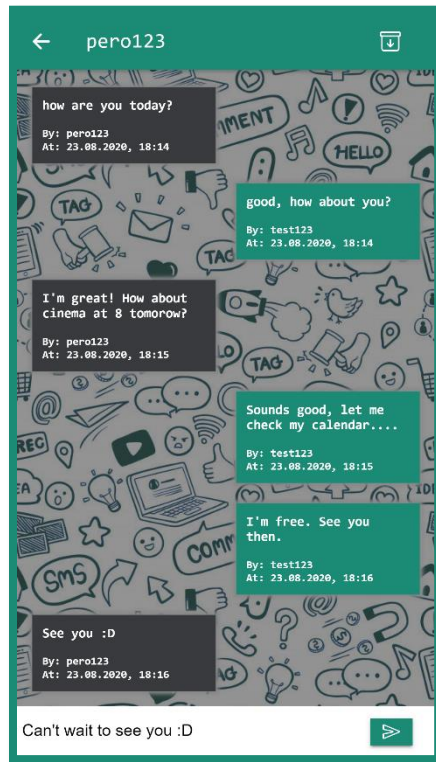 pero123
how are you today?
By: pero123
At: 23.08.2020, 18:14
good, how about you?
By: test123
At: 23.08.2020, 18:14
I'm great! How about
cinema at 8 tomorow?
By: pero123
At: 23.08.2020, 18:15
Sounds good, let me
check my calendar....
By: test123
At: 23.08.2020, 18:15
I'm free. See you
then.
By: test123
At: 23.08.2020, 18:16
See you :D
By: pero123
At: 23.08.2020, 18:16
Can't wait to see you :D
HELLO
TAG
TAG
SMS